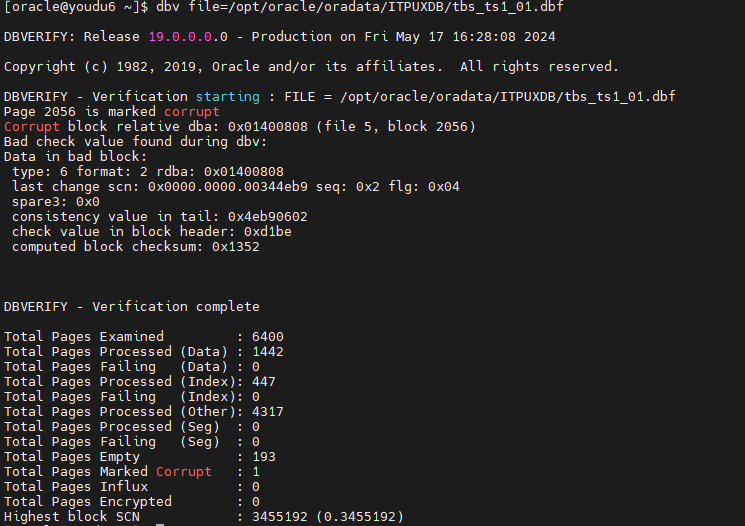 [oracle@youdu6 ~]$ dbv file=/opt/oracle/oradata/ITPUXDB/tbs_ts1_01.dbf
DBVERIFY: Release 19.0.0.0.0 - Production on Fri May 17 16:28:08 2024
Copyright (c) 1982, 2019, Oracle and/or its affiliates.  All rights reserved.
DBVERIFY - Verification starting : FILE = /opt/oracle/oradata/ITPUXDB/tbs_ts1_01.dbf
Page 2056 is marked corrupt
Corrupt block relative dba: 0x01400808 (file 5, block 2056)
Bad check value found during dbv:
Data in bad block:
 type: 6 format: 2 rdba: 0x01400808
 last change scn: 0x0000.0000.00344eb9 seq: 0x2 flg: 0x04
 spare3: 0x0
 consistency value in tail: 0x4eb90602
 check value in block header: 0xd1be
 computed block checksum: 0x1352
DBVERIFY - Verification complete
Total Pages Examined         : 6400
Total Pages Processed (Data) : 1442
Total Pages Failing   (Data) : 0
Total Pages Processed (Index): 447
Total Pages Failing   (Index): 0
Total Pages Processed (Other): 4317
Total Pages Processed (Seg)  : 0
Total Pages Failing   (Seg)  : 0
Total Pages Empty            : 193
Total Pages Marked Corrupt   : 1
Total Pages Influx           : 0
Total Pages Encrypted        : 0
Highest block SCN            : 3455192 (0.3455192)